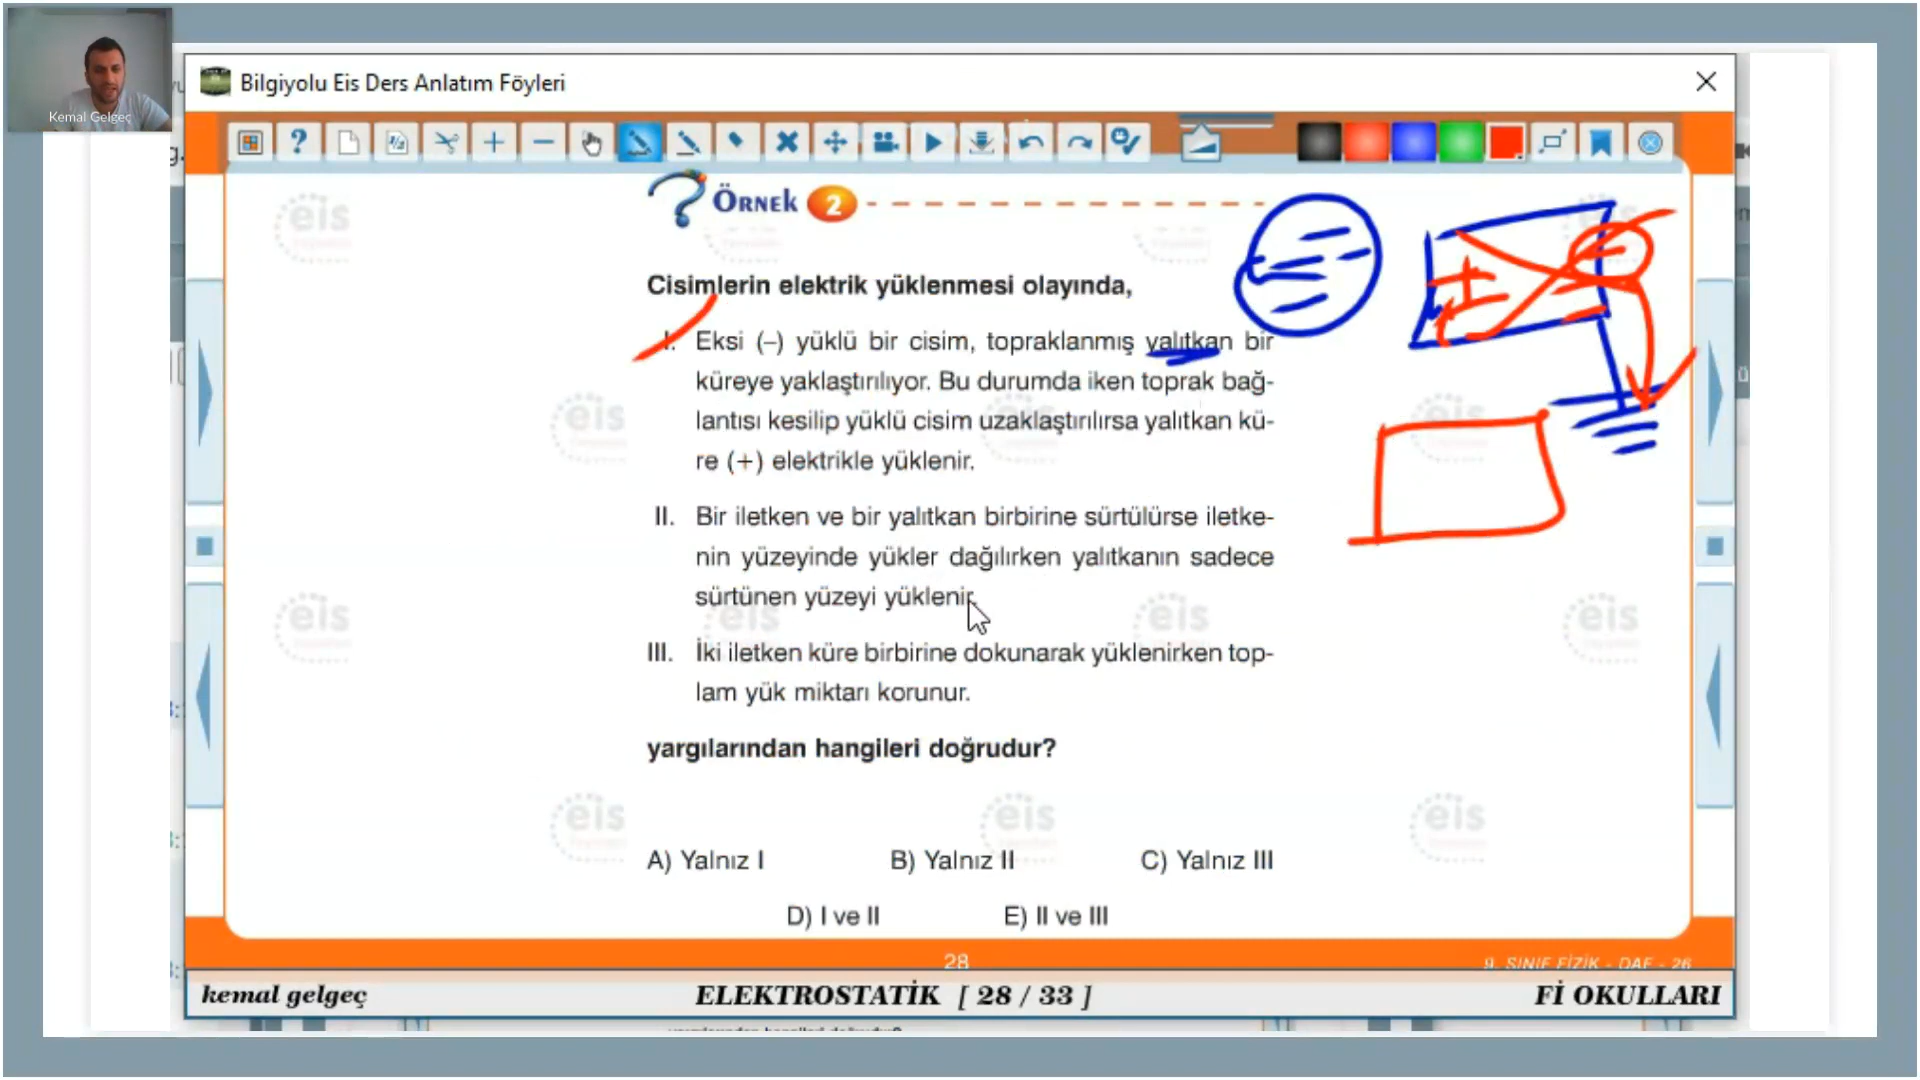 Kemal Gelgeç
Bilgiyolu Eis Ders Anlatım Föyleri
ÖRNEK 2
Cisimlerin elektrik yüklenmesi olayında,
I. Eksi (–) yüklü bir cisim, topraklanmış yalıtkan bir
küreye yaklaştırılıyor. Bu durumda iken toprak bağ-
lantısı kesilip yüklü cisim uzaklaştırılırsa yalıtkan kü-
re (+) elektrikle yüklenir.
II. Bir iletken ve bir yalıtkan birbirine sürtülürse iletke-
nin yüzeyinde yükler dağılırken yalıtkanın sadece
sürtünen yüzeyi yüklenir.
III. İki iletken küre birbirine dokunarak yüklenirken top-
lam yük miktarı korunur.
yargılarından hangileri doğrudur?
A) Yalnız I B) Yalnız II C) Yalnız III
D) I ve II E) II ve III
28 9. SINIF FİZİK - DAF - 26
kemal gelgeç ELEKTROSTATİK [ 28 / 33 ] Fİ OKULLARI
eis